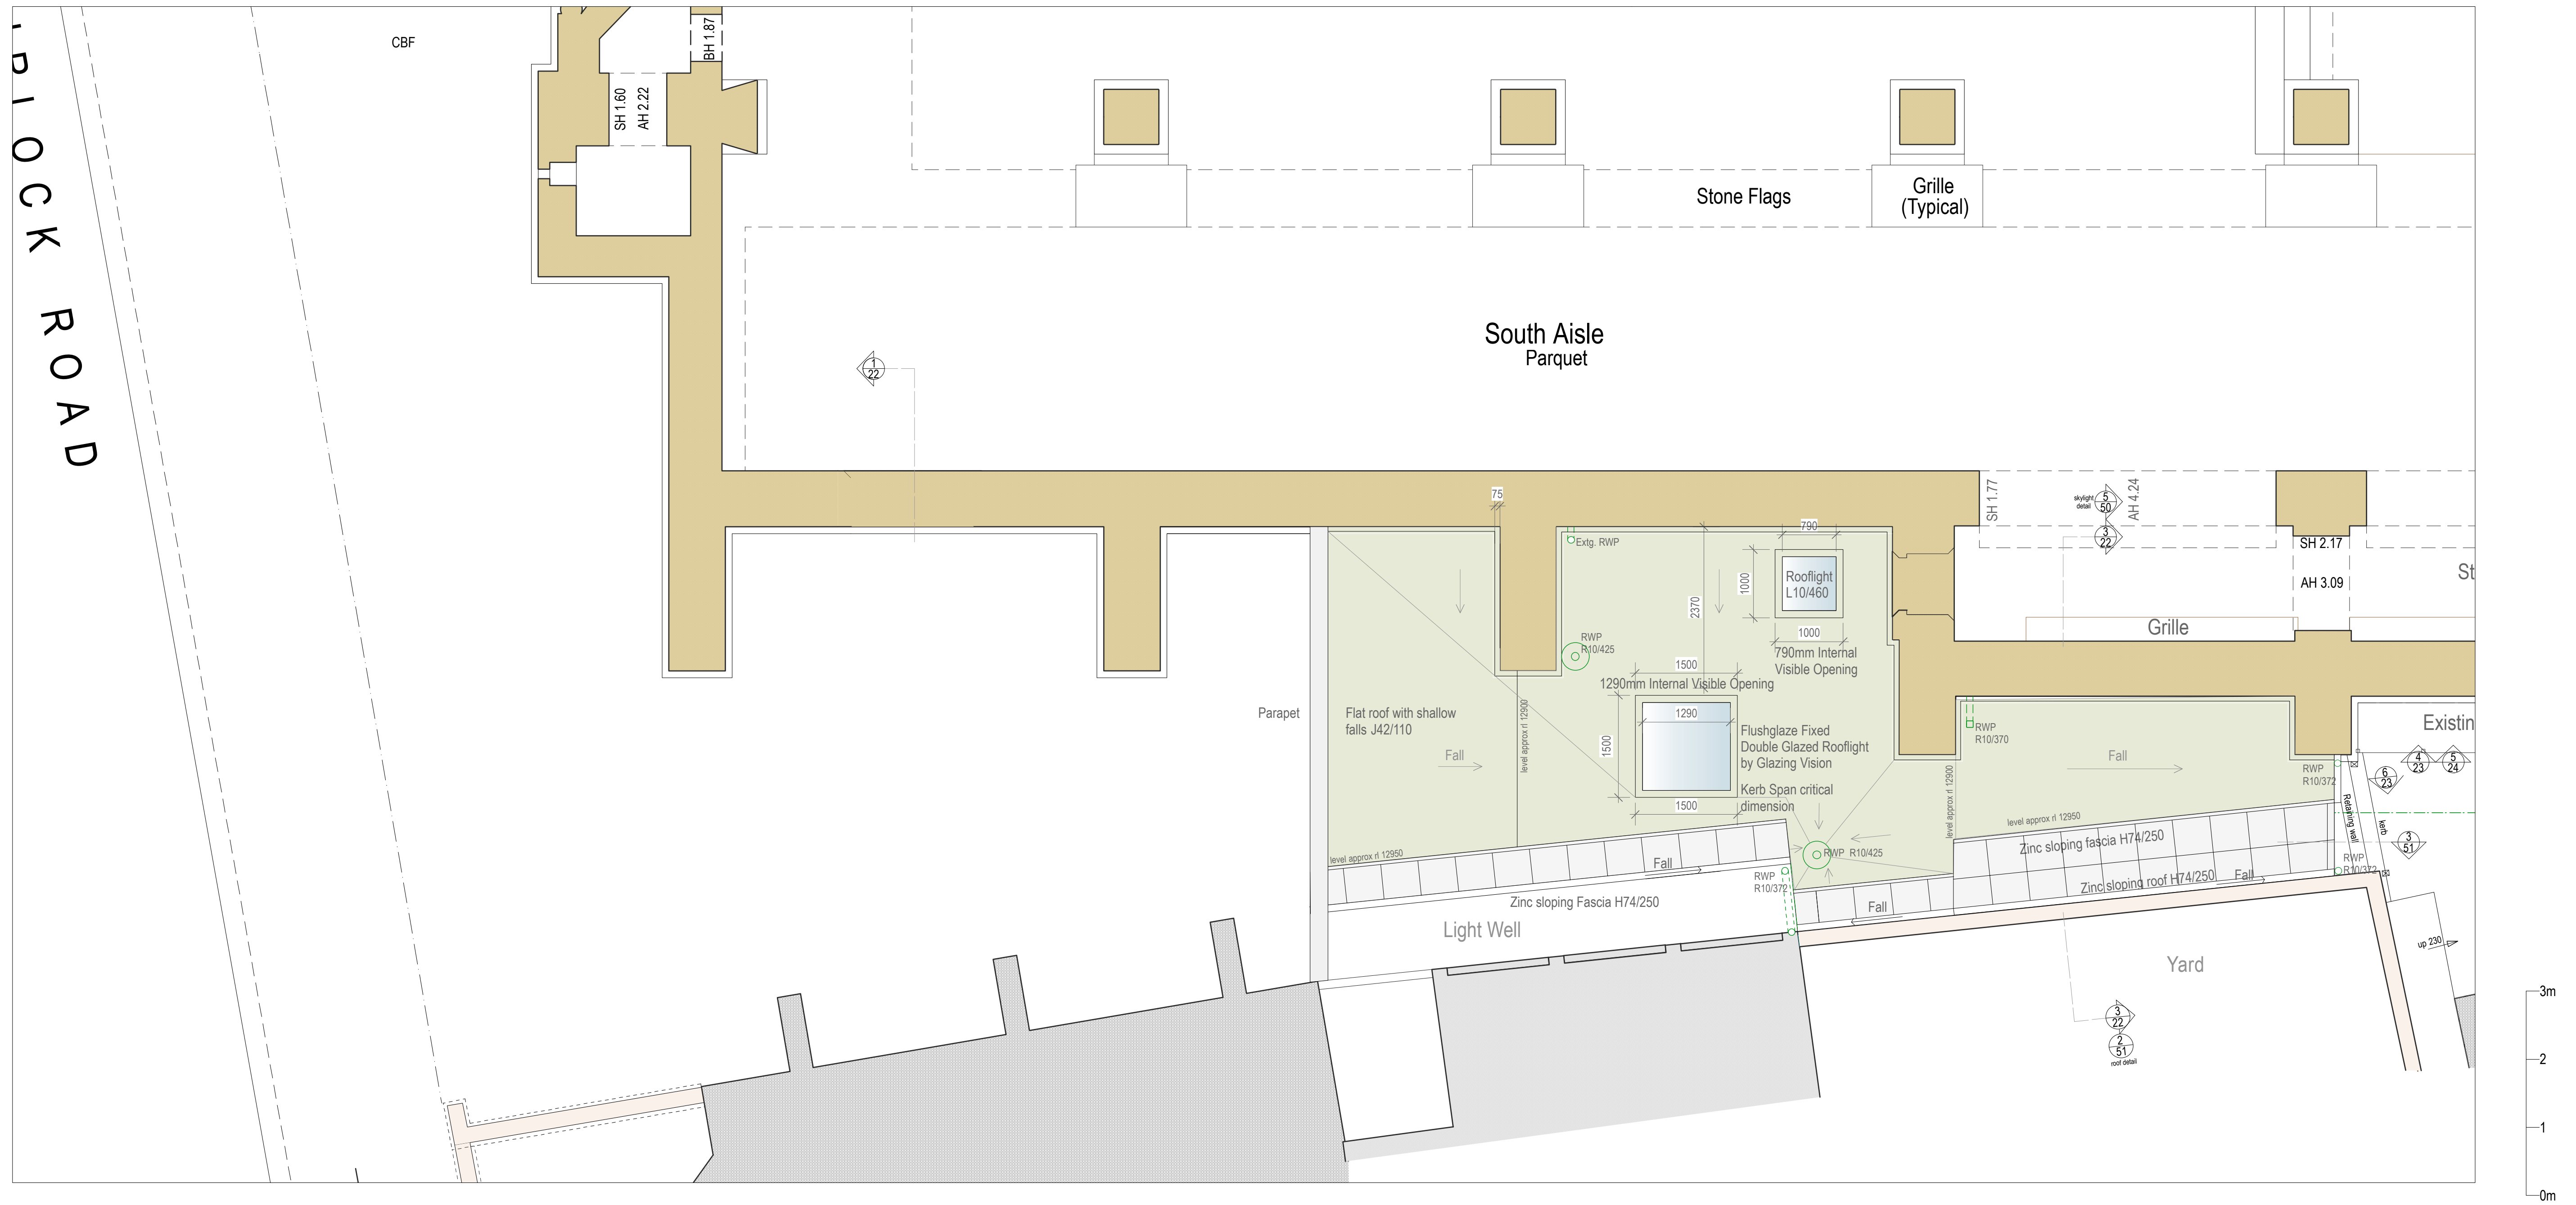 IPLOCK ROAD
CBF
BH 1.87
SH 1.60
AH 2.22
Stone Flags
Grille
(Typical)
South Aisle
Parquet
1
22
75
790
Extg. RWP
Rooflight
L10/460
1000
1000
2370
790mm Internal
Visible Opening
RWP
R10/425
1500
1290mm Internal Visible Opening
1290
1500
1500
Flushglaze Fixed
Double Glazed Rooflight
by Glazing Vision
Kerb Span critical
dimension
Parapet
Flat roof with shallow
falls J42/110
Fall
level approx rl 12900
level approx rl 12950
Fall
RWP
R10/372
Zinc sloping Fascia H74/250
Light Well
RWP R10/425
Fall
SH 1.77
AH 4.24
skylight
detail
5
50
3
22
SH 2.17
AH 3.09
St
Grille
Existin
RWP
R10/370
Fall
RWP
R10/372
level approx rl 12900
level approx rl 12950
Zinc sloping fascia H74/250
Zinc sloping roof H74/250
Fall
Retaining wall
kerb
4
23
5
24
6
23
3
51
RWP
R10/372
up 230
Yard
3
22
2
51
roof detail
3m
2
1
0m